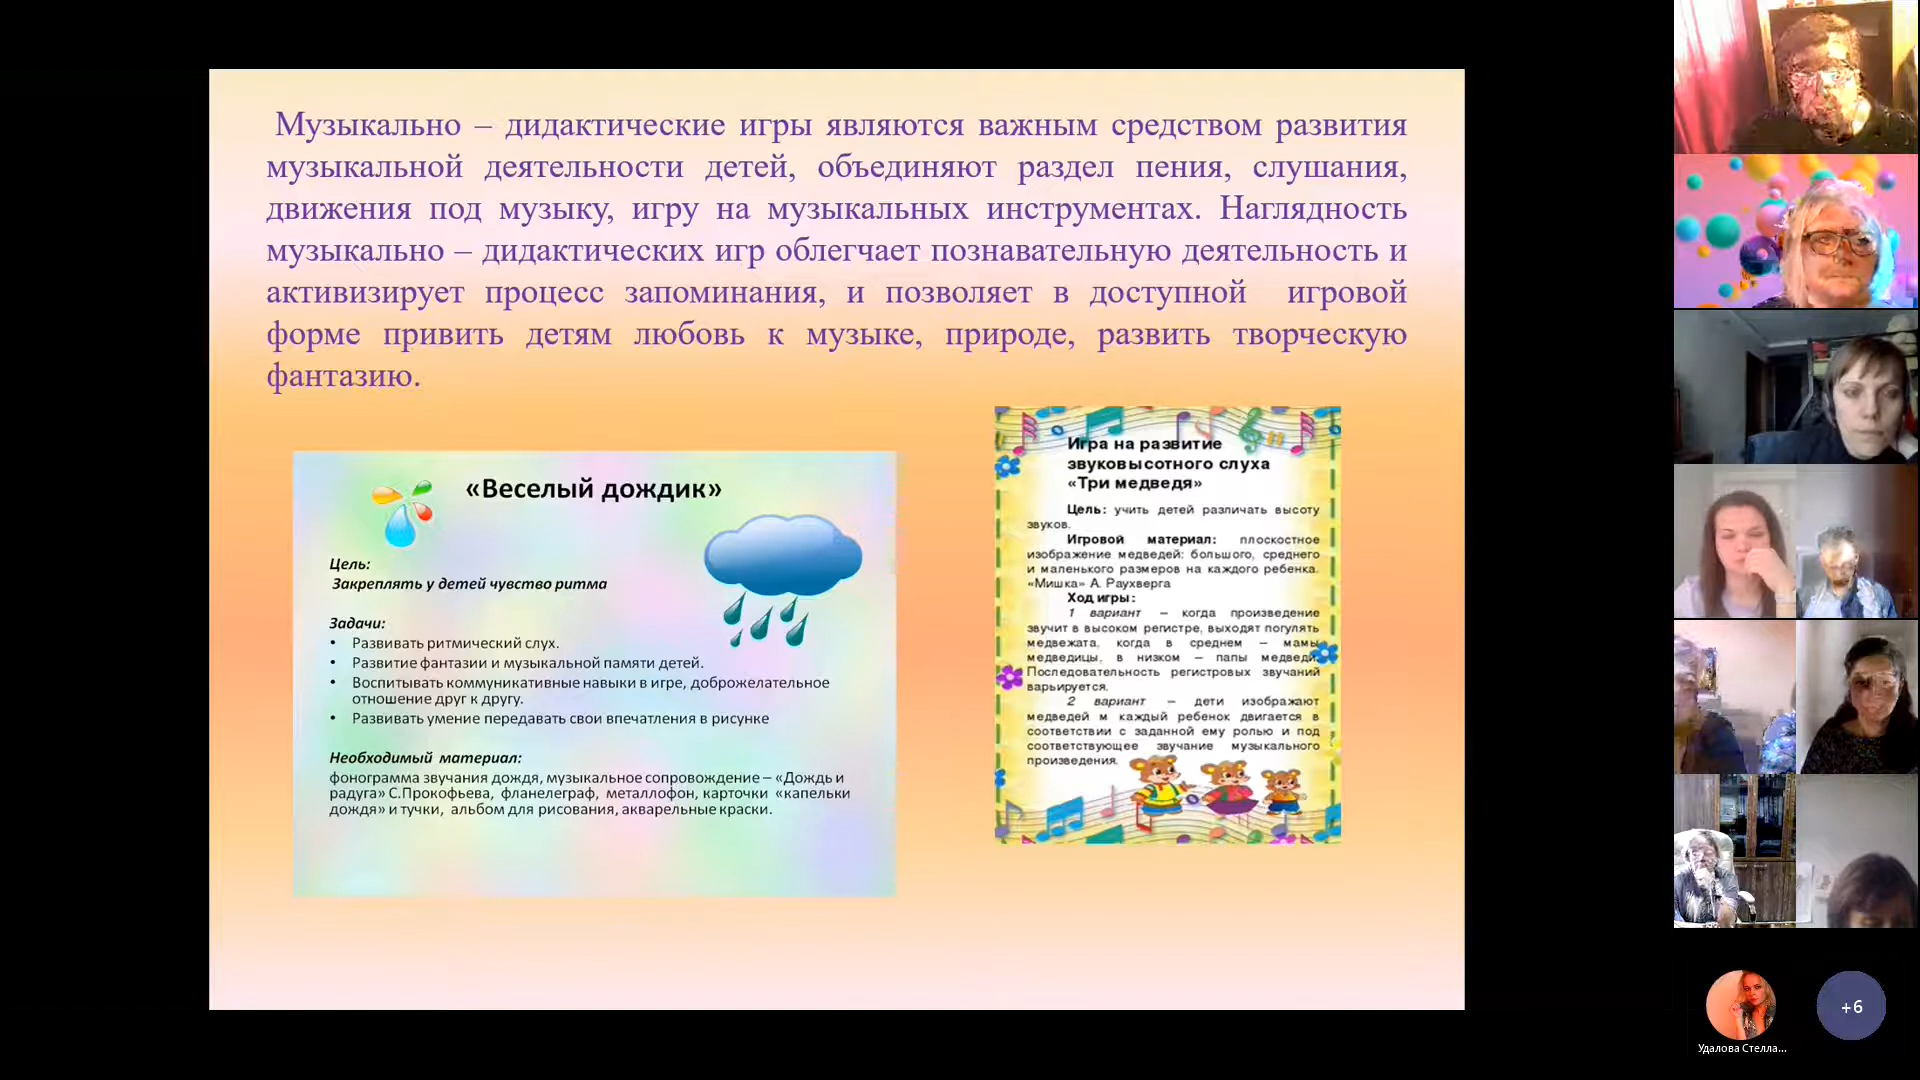 Музыкально – дидактические игры являются важным средством развития
музыкальной деятельности детей, объединяют раздел пения, слушания,
движения под музыку, игру на музыкальных инструментах. Наглядность
музыкально – дидактических игр облегчает познавательную деятельность и
активизирует процесс запоминания, и позволяет в доступной игровой
форме привить детям любовь к музыке, природе, развить творческую
фантазию.
«Веселый дождик»
Цель:
Закреплять у детей чувство ритма
Задачи:
• Развивать ритмический слух.
• Развитие фантазии и музыкальной памяти детей.
• Воспитывать коммуникативные навыки в игре, доброжелательное
отношение друг к другу.
• Развивать умение передавать свои впечатления в рисунке
Необходимый материал:
фонограмма звучания дождя, музыкальное сопровождение – «Дождь и
радуга» С.Прокофьева, фланелеграф, металлофон, карточки «капельки
дождя» и тучки, альбом для рисования, акварельные краски.
Игра на развитие
звуковысотного слуха
«Три медведя»
Цель: учить детей различать высоту
звуков.
Игровой материал: плоскостное
изображение медведей: большого, среднего
и маленького размеров на каждого ребенка.
«Мишка» А. Раухверга
Ход игры:
1 вариант – когда произведение
звучит в высоком регистре, выходят погулять
медвежата, когда в среднем – мамы
медведицы, в низком – папы медведи.
Последовательность регистровых звучаний
варьируется.
2 вариант – дети изображают
медведей м каждый ребенок двигается в
соответствии с заданной ему ролью и под
соответствующее звучание музыкального
произведения.
Удалова Стелла...
+6